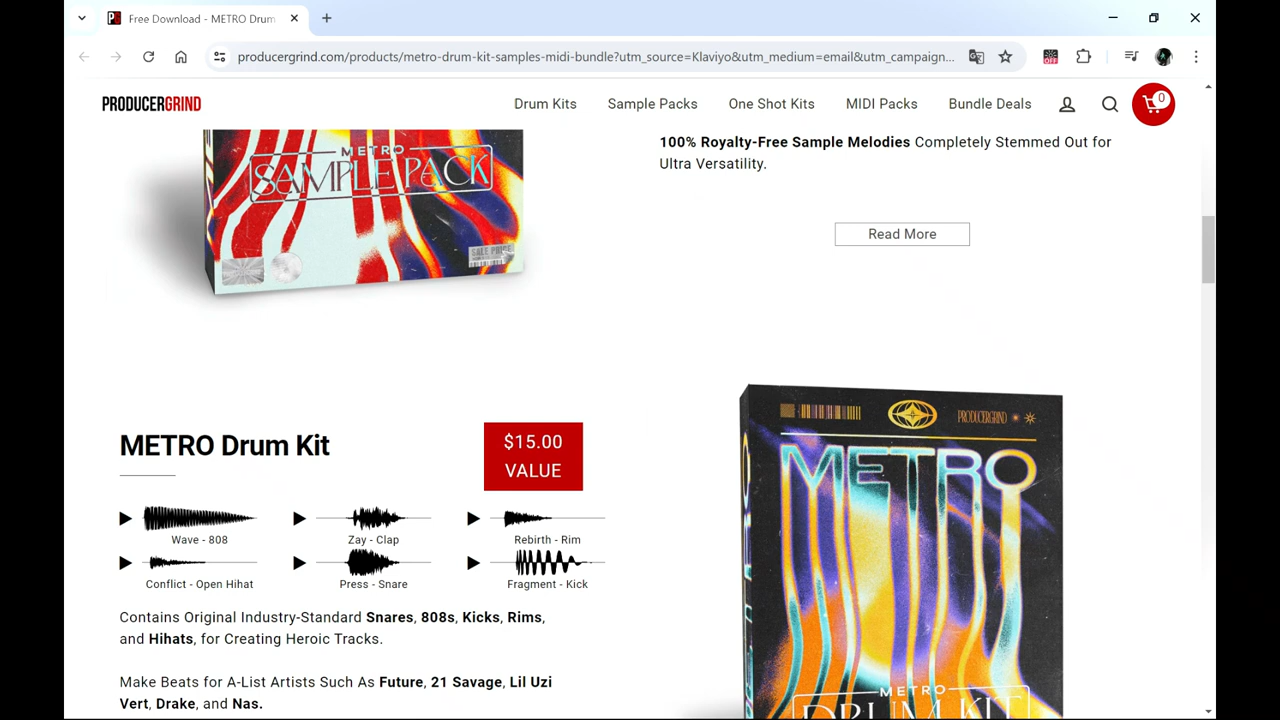 Free Download - METRO Drum
producergrind.com/products/metro-drum-kit-samples-midi-bundle?utm_source=Klaviyo&utm_medium=email&utm_campaign...
OFF
PRODUCERGRIND
Drum Kits
Sample Packs
One Shot Kits
MIDI Packs
Bundle Deals
0
METRO
SAMPLE PACK
SALE PRICE
100% Royalty-Free Sample Melodies Completely Stemmed Out for
Ultra Versatility.
Read More
METRO Drum Kit
$15.00
VALUE
Wave - 808
Zay - Clap
Rebirth - Rim
Conflict - Open Hihat
Press - Snare
Fragment - Kick
Contains Original Industry-Standard Snares, 808s, Kicks, Rims,
and Hihats, for Creating Heroic Tracks.
Make Beats for A-List Artists Such As Future, 21 Savage, Lil Uzi
Vert, Drake, and Nas.
PRODUCERGRIND
METRO
METRO
DRUM KIT